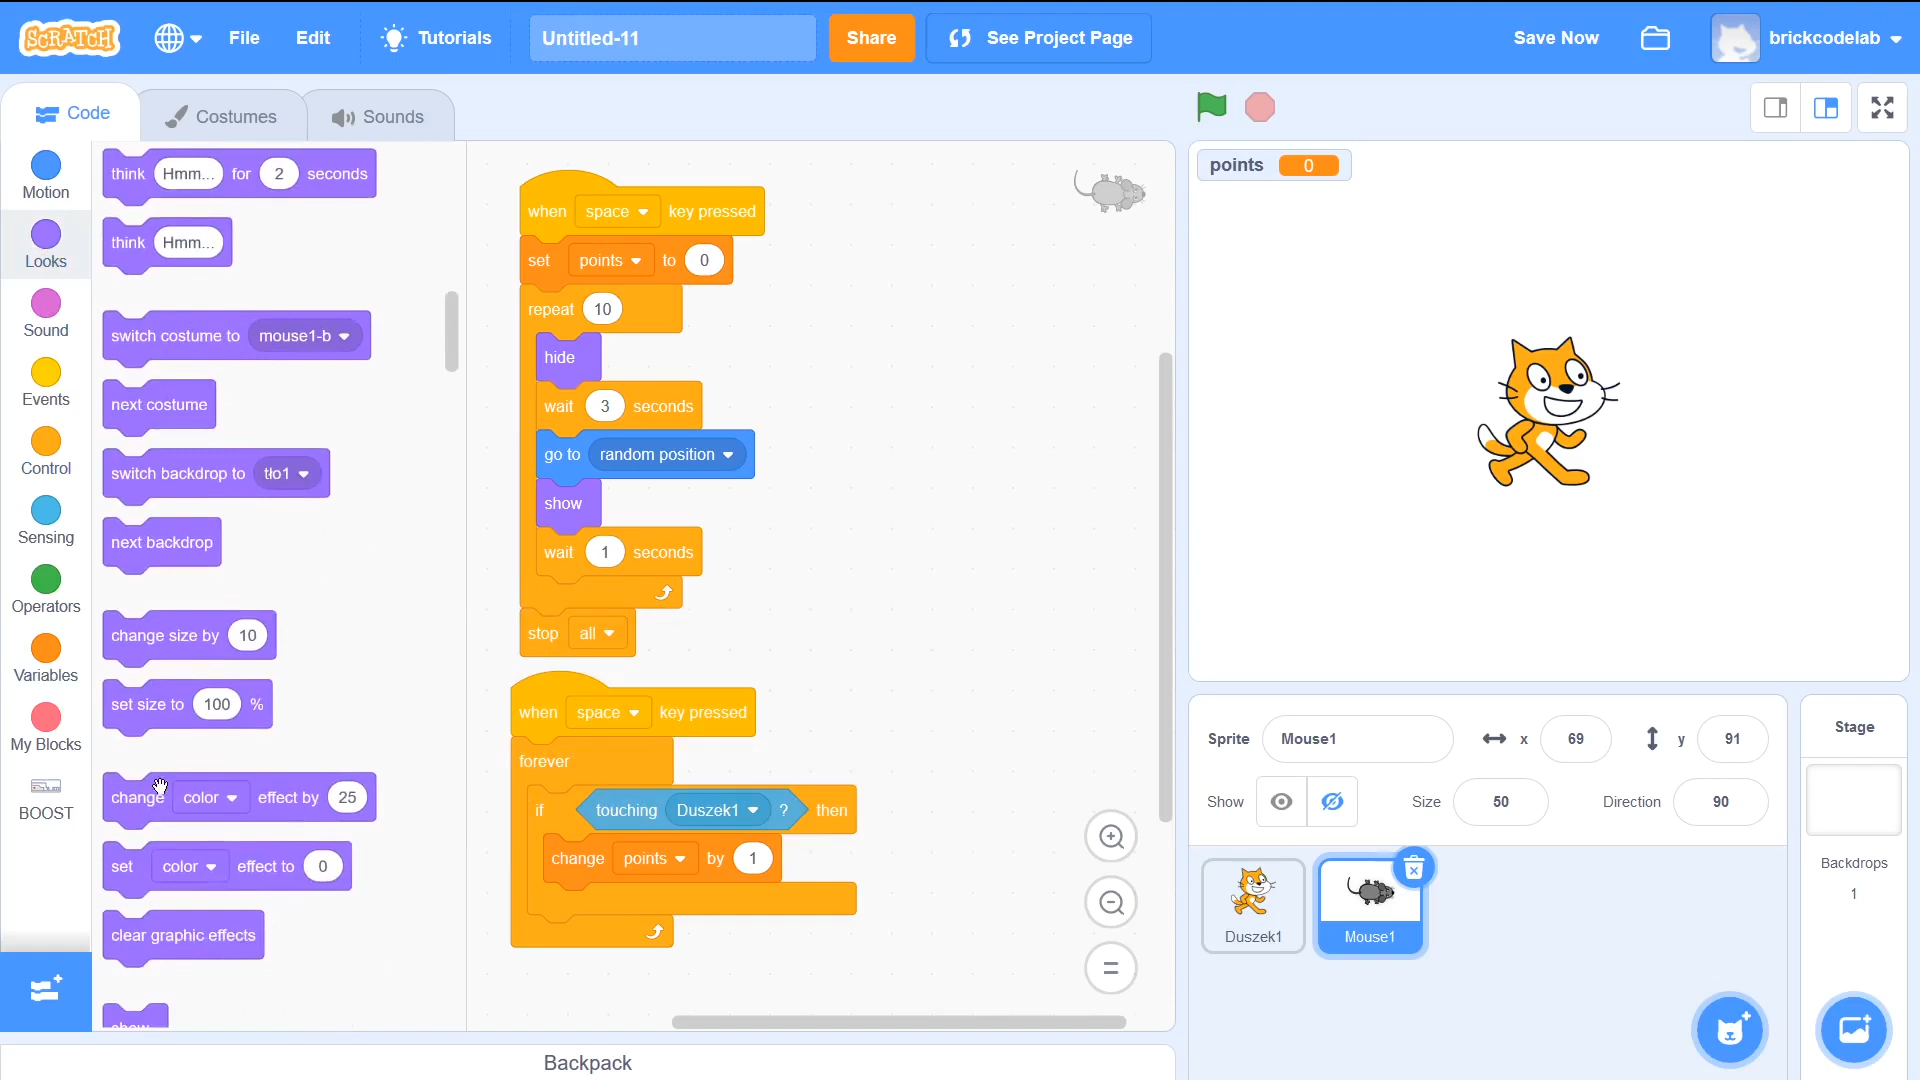 SCRATCH
File
Edit
Tutorials
Untitled-11
Share
See Project Page
Save Now
brickcodelab
Code
Costumes
Sounds
Motion
Looks
Sound
Events
Control
Sensing
Operators
Variables
My Blocks
BOOST
think Hmm... for 2 seconds
think Hmm...
switch costume to mouse1-b
next costume
switch backdrop to tło1
next backdrop
change size by 10
set size to 100 %
change color effect by 25
set color effect to 0
clear graphic effects
show
when space key pressed
set points to 0
repeat 10
hide
wait 3 seconds
go to random position
show
wait 1 seconds
stop all
when space key pressed
forever
if touching Duszek1 ? then
change points by 1
Backpack
points 0
Sprite Mouse1 x 69 y 91
Show Size 50 Direction 90
Duszek1
Mouse1
Stage
Backdrops
1